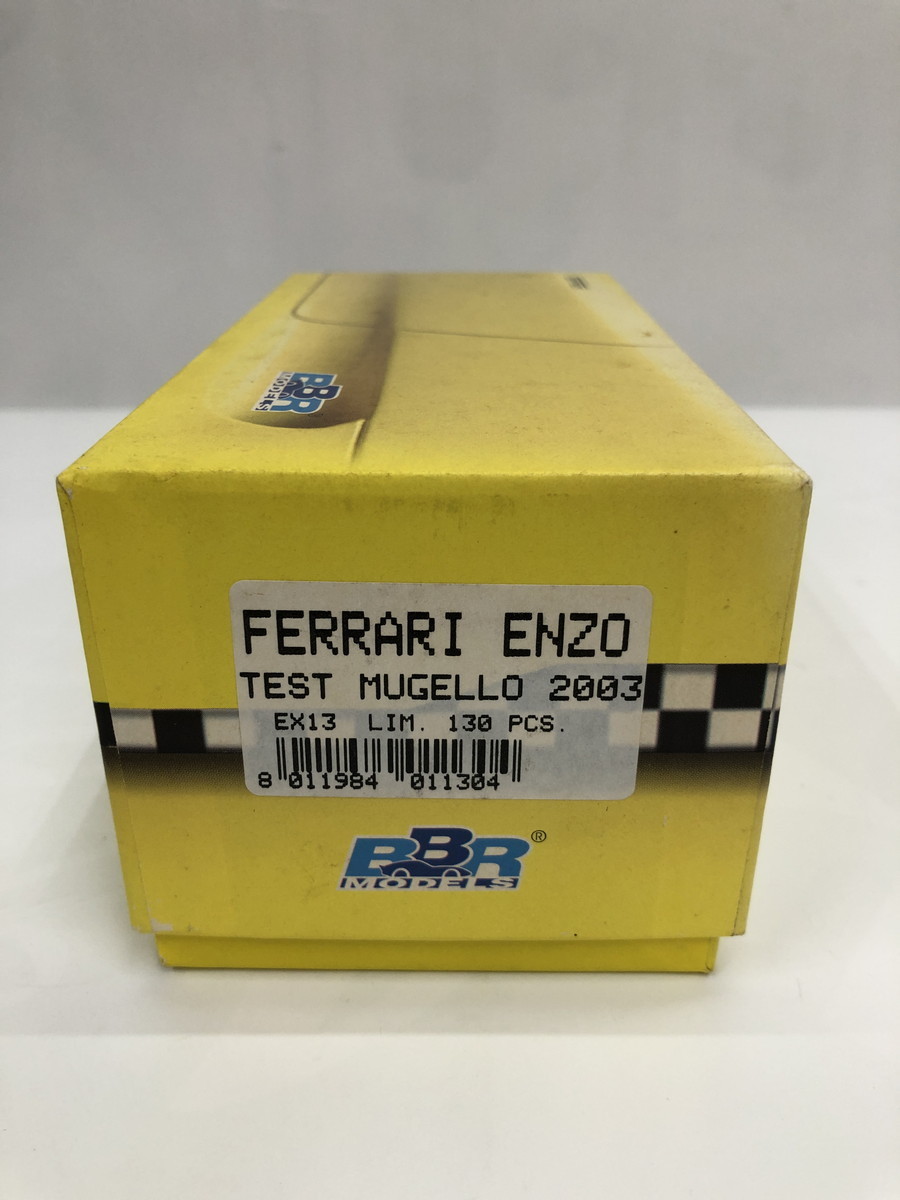 BBR
MODELS
FERRARI ENZO
TEST MUGELLO 2003
EX13 LIM. 130 PCS.
8 011984 011304
BBR®
MODELS